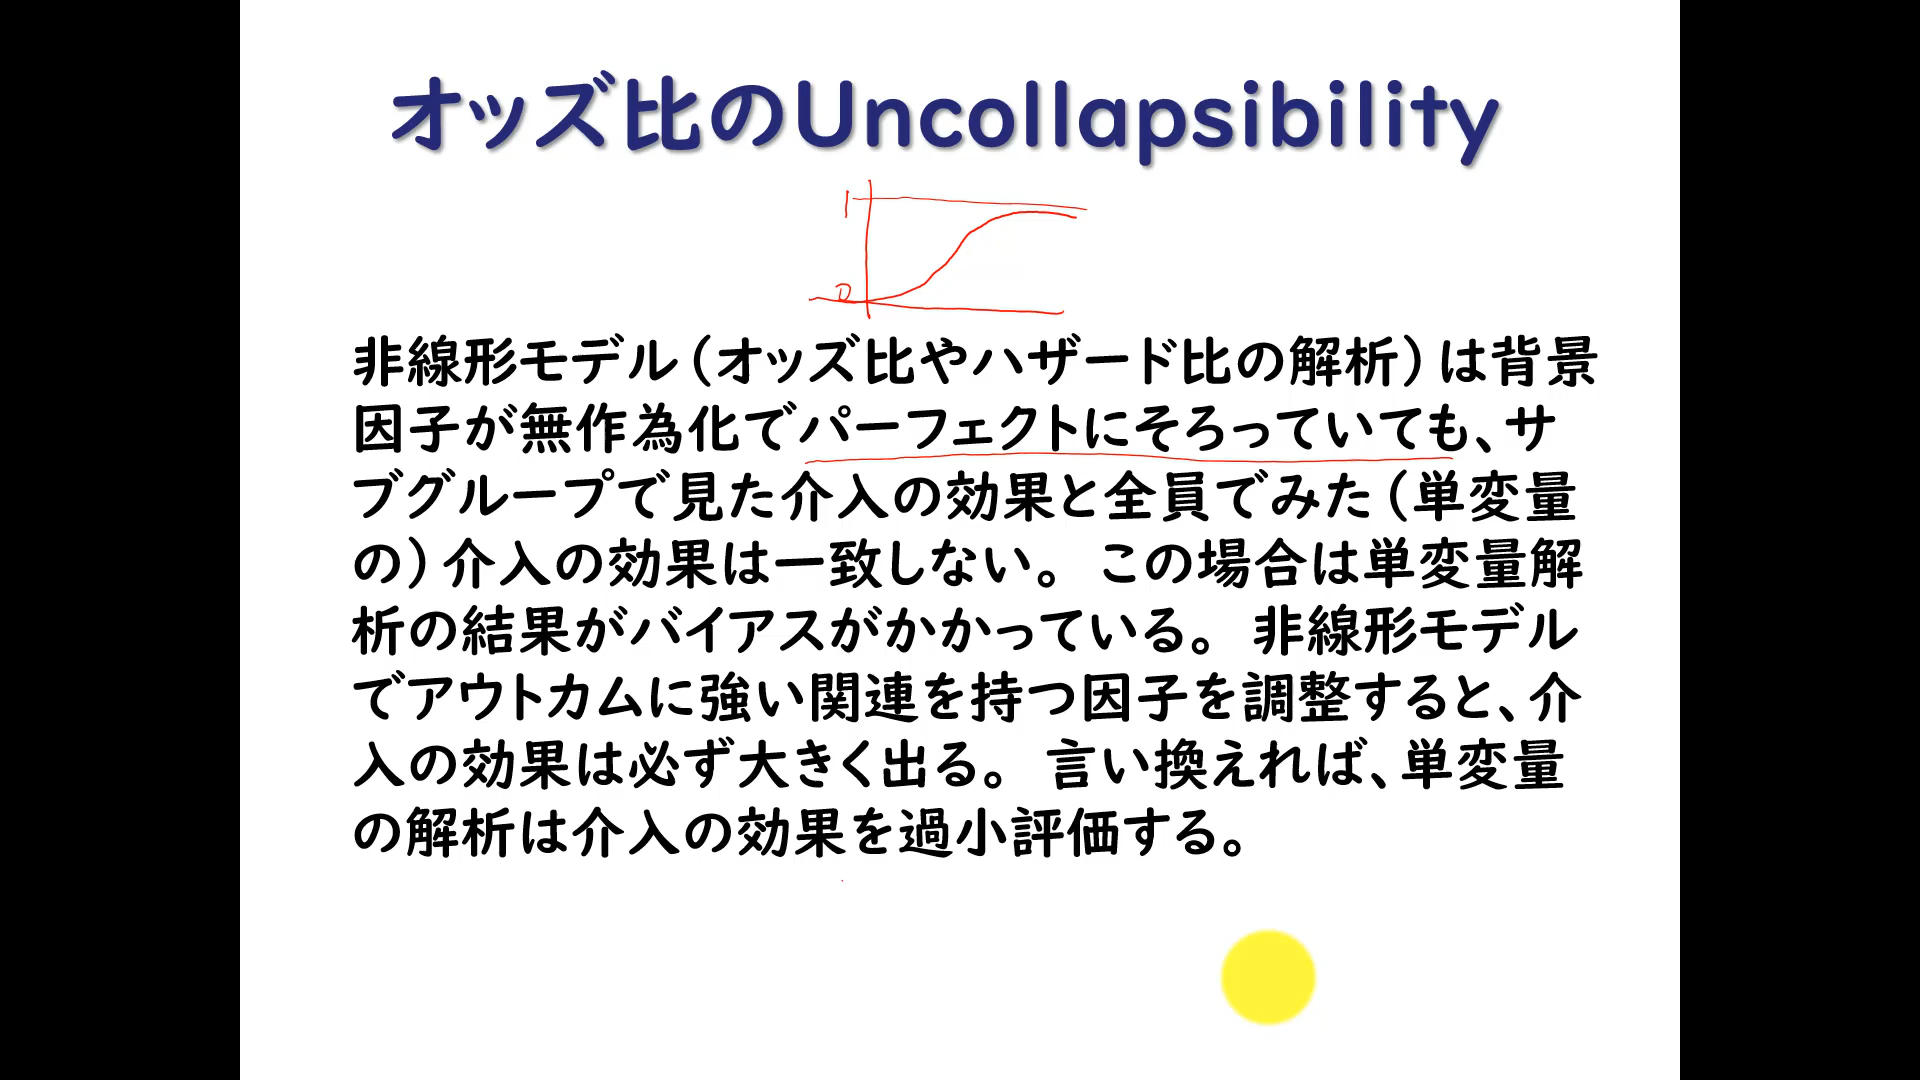 オッズ比のUncollapsibility
1
0
非線形モデル（オッズ比やハザード比の解析）は背景
因子が無作為化でパーフェクトにそろっていても、サ
ブグループで見た介入の効果と全員でみた（単変量
の）介入の効果は一致しない。 この場合は単変量解
析の結果がバイアスがかかっている。 非線形モデル
でアウトカムに強い関連を持つ因子を調整すると、介
入の効果は必ず大きく出る。 言い換えれば、単変量
の解析は介入の効果を過小評価する。